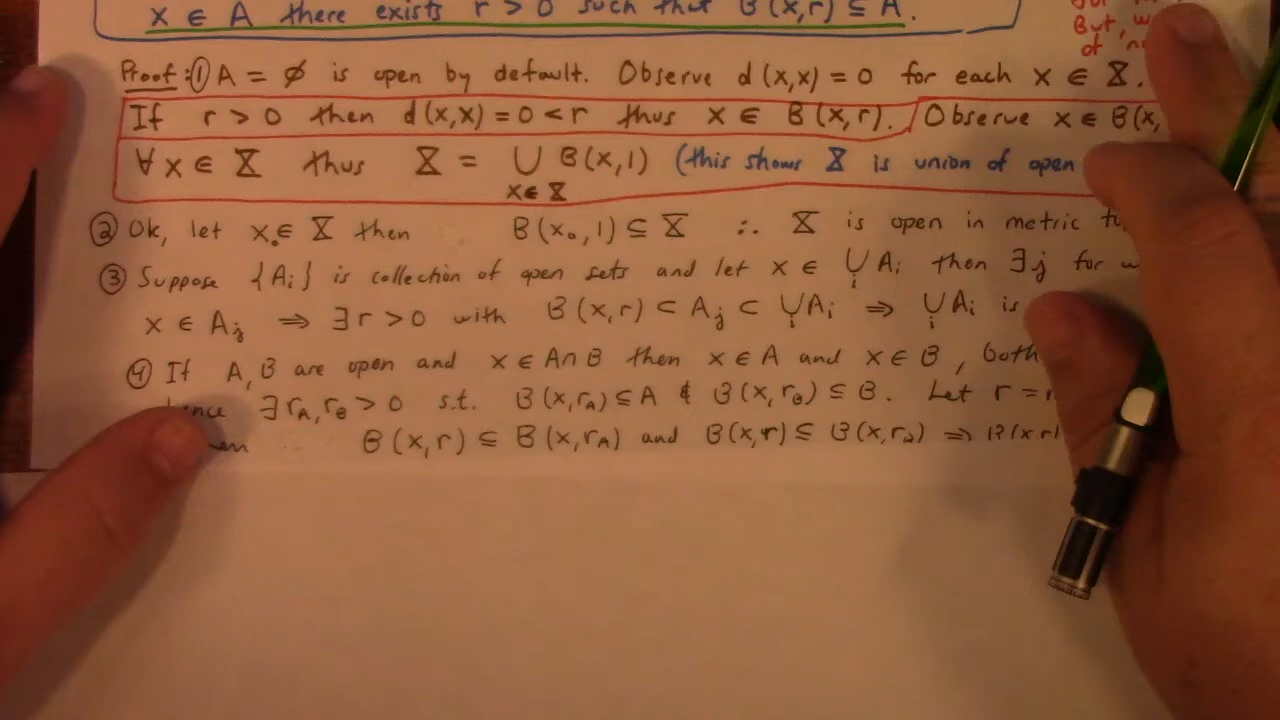 x ∈ A there exists r > 0 such that B(x,r) ⊆ A.
But, w
of
Proof: ① A = ∅ is open by default. Observe d(x,x) = 0 for each x ∈ X.
If r > 0 then d(x,x) = 0 < r thus x ∈ B(x,r). Observe x ∈ B(x,
∀ x ∈ X thus X = ∪ B(x,1) (this shows X is union of open
x∈X
② Ok, let x₀ ∈ X then B(x₀,1) ⊆ X ∴ X is open in metric
③ Suppose {Aᵢ} is collection of open sets and let x ∈ ∪ᵢ Aᵢ then ∃j for
x ∈ Aⱼ ⇒ ∃r > 0 with B(x,r) ⊂ Aⱼ ⊂ ∪ᵢ Aᵢ ⇒ ∪ᵢ Aᵢ is
④ If A, B are open and x ∈ A∩B then x ∈ A and x ∈ B, both
∃ r_A, r_B > 0 s.t. B(x,r_A) ⊆ A & B(x,r_B) ⊆ B. Let r =
B(x,r) ⊆ B(x,r_A) and B(x,r) ⊆ B(x,r_B) ⇒ B(x,r)